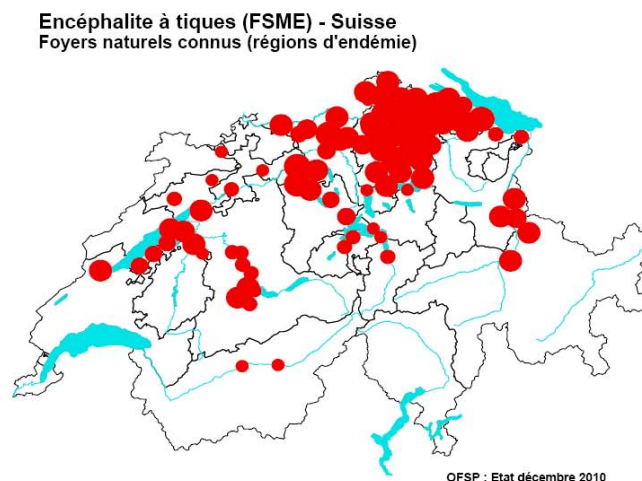 Encéphalite à tiques (FSME) - Suisse
Foyers naturels connus (régions d'endémie)
OFSP : Etat décembre 2010